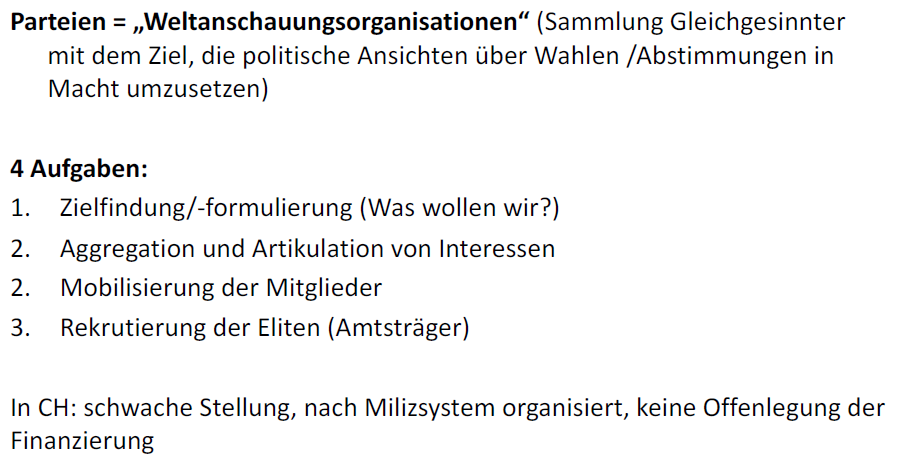 Parteien = „Weltanschauungsorganisationen“ (Sammlung Gleichgesinnter
mit dem Ziel, die politische Ansichten über Wahlen /Abstimmungen in
Macht umzusetzen)
4 Aufgaben:
1. Zielfindung/-formulierung (Was wollen wir?)
2. Aggregation und Artikulation von Interessen
2. Mobilisierung der Mitglieder
3. Rekrutierung der Eliten (Amtsträger)
In CH: schwache Stellung, nach Milizsystem organisiert, keine Offenlegung der
Finanzierung